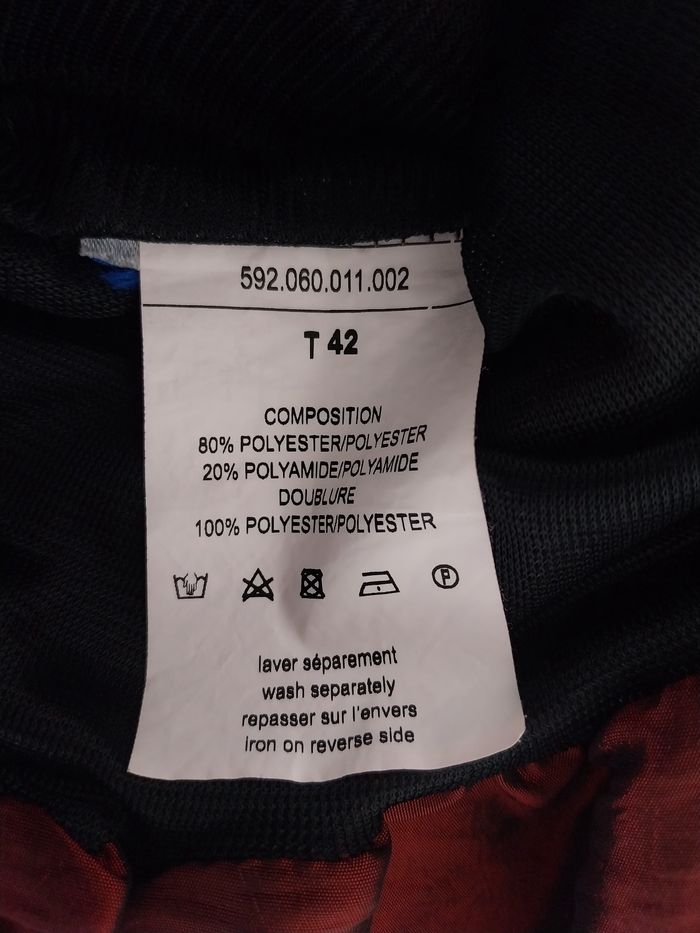 592.060.011.002
T 42
COMPOSITION
80% POLYESTER/POLYESTER
20% POLYAMIDE/POLYAMIDE
DOUBLURE
100% POLYESTER/POLYESTER
P
laver séparement
wash separately
repasser sur l'envers
iron on reverse side